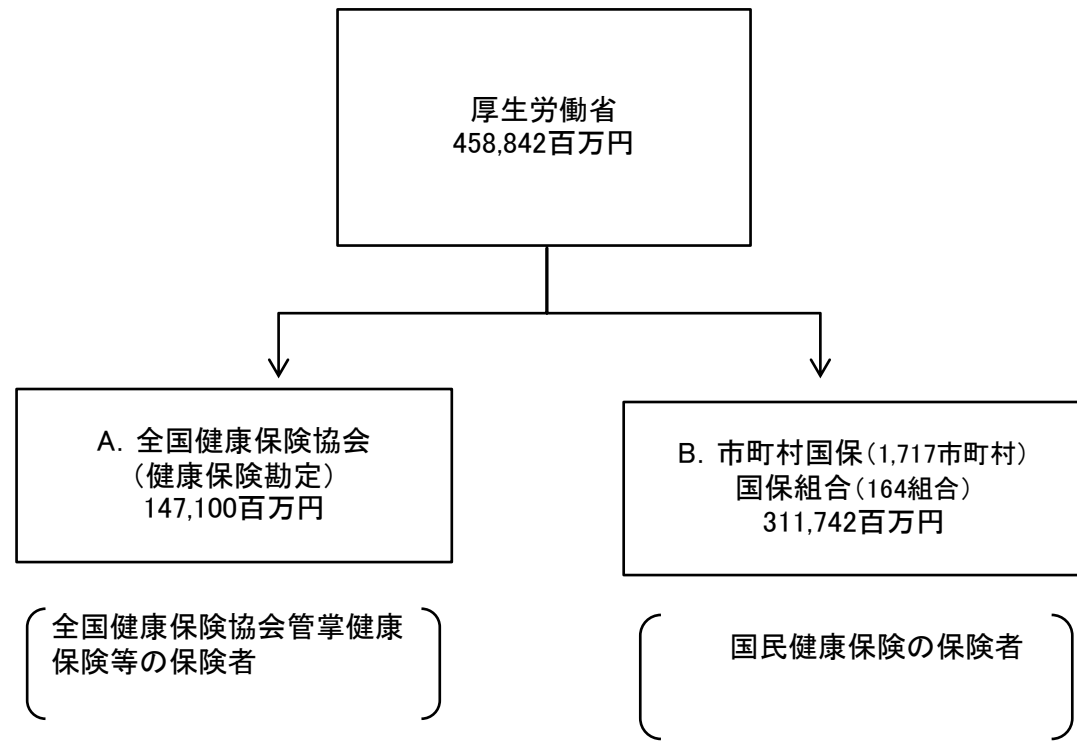 厚生労働省
458,842百万円
A. 全国健康保険協会
（健康保険勘定）
147,100百万円
B. 市町村国保（1,717市町村）
国保組合（164組合）
311,742百万円
全国健康保険協会管掌健康
保険等の保険者
国民健康保険の保険者